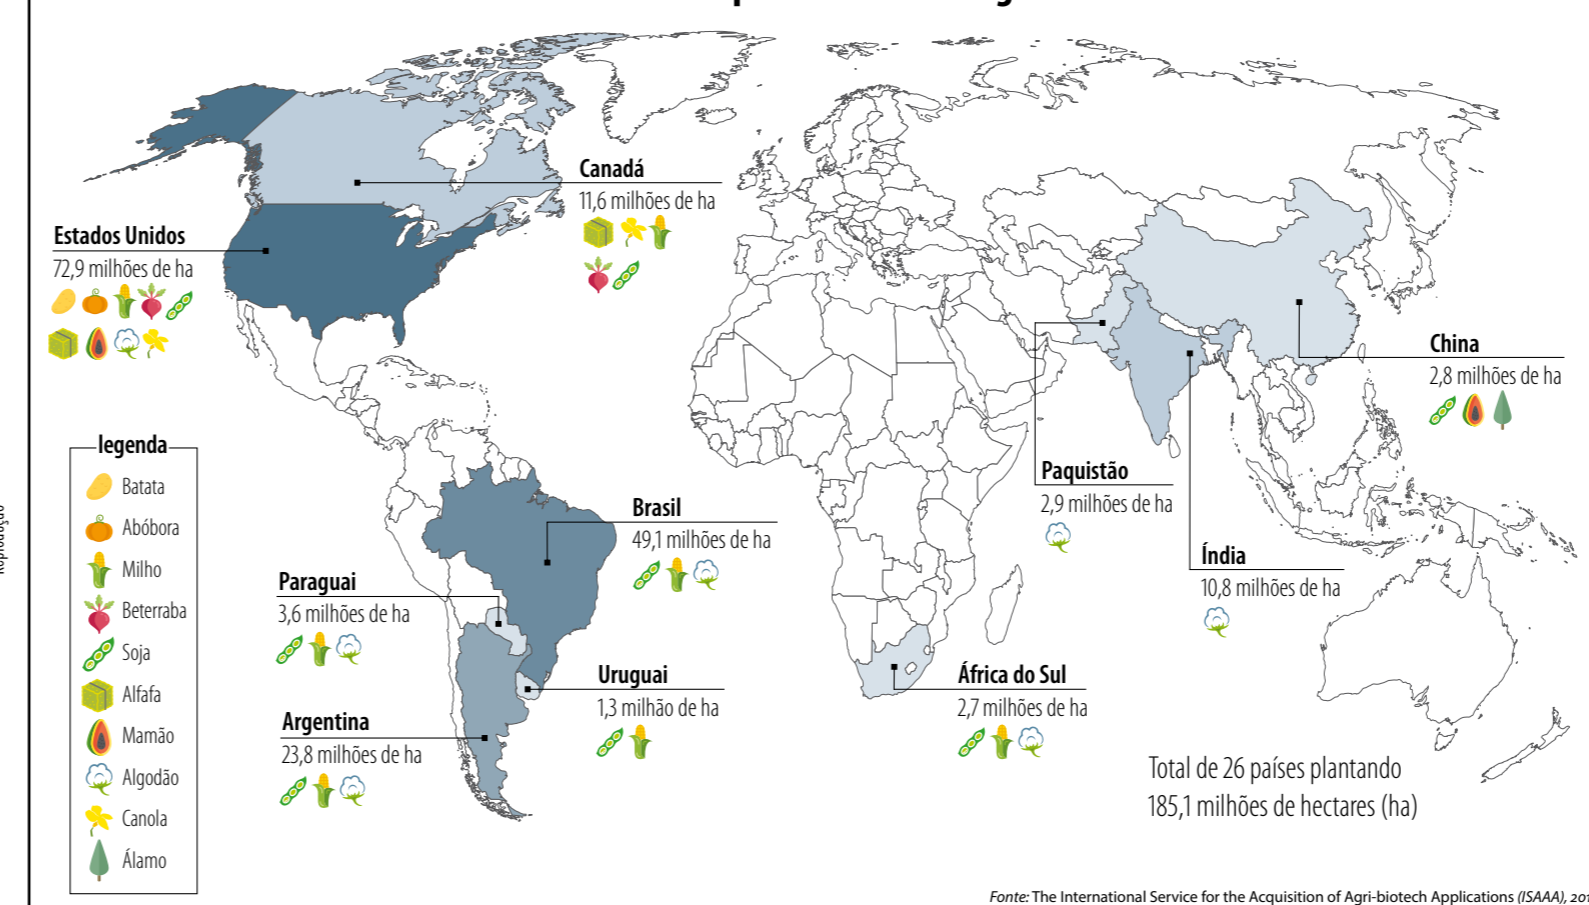 Canadá
11,6 milhões de ha
Estados Unidos
72,9 milhões de ha
China
2,8 milhões de ha
Paquistão
2,9 milhões de ha
Índia
10,8 milhões de ha
Brasil
49,1 milhões de ha
Paraguai
3,6 milhões de ha
Uruguai
1,3 milhão de ha
Argentina
23,8 milhões de ha
África do Sul
2,7 milhões de ha
legenda
Batata
Abóbora
Milho
Beterraba
Soja
Alfafa
Mamão
Algodão
Canola
Álamo
Total de 26 países plantando
185,1 milhões de hectares (ha)
Fonte: The International Service for the Acquisition of Agri-biotech Applications (ISAAA),